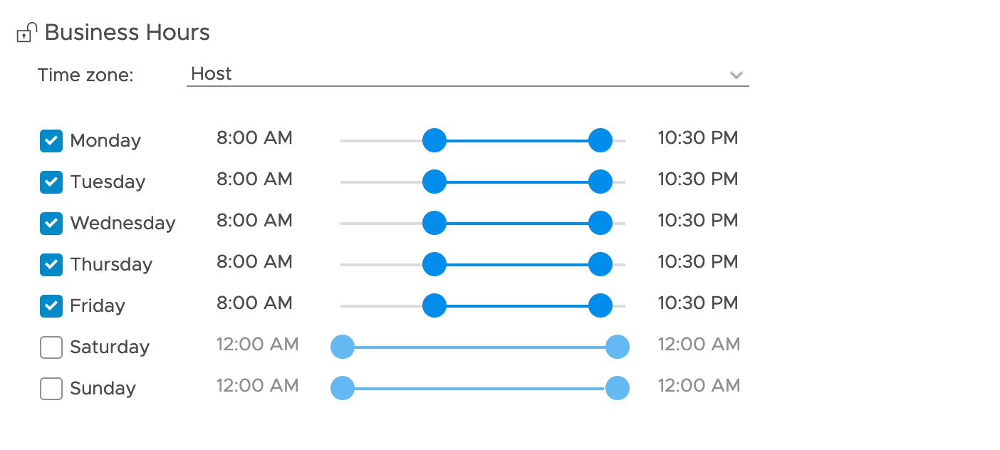 Business Hours
Time zone: Host
Monday 8:00 AM 10:30 PM
Tuesday 8:00 AM 10:30 PM
Wednesday 8:00 AM 10:30 PM
Thursday 8:00 AM 10:30 PM
Friday 8:00 AM 10:30 PM
Saturday 12:00 AM 12:00 AM
Sunday 12:00 AM 12:00 AM